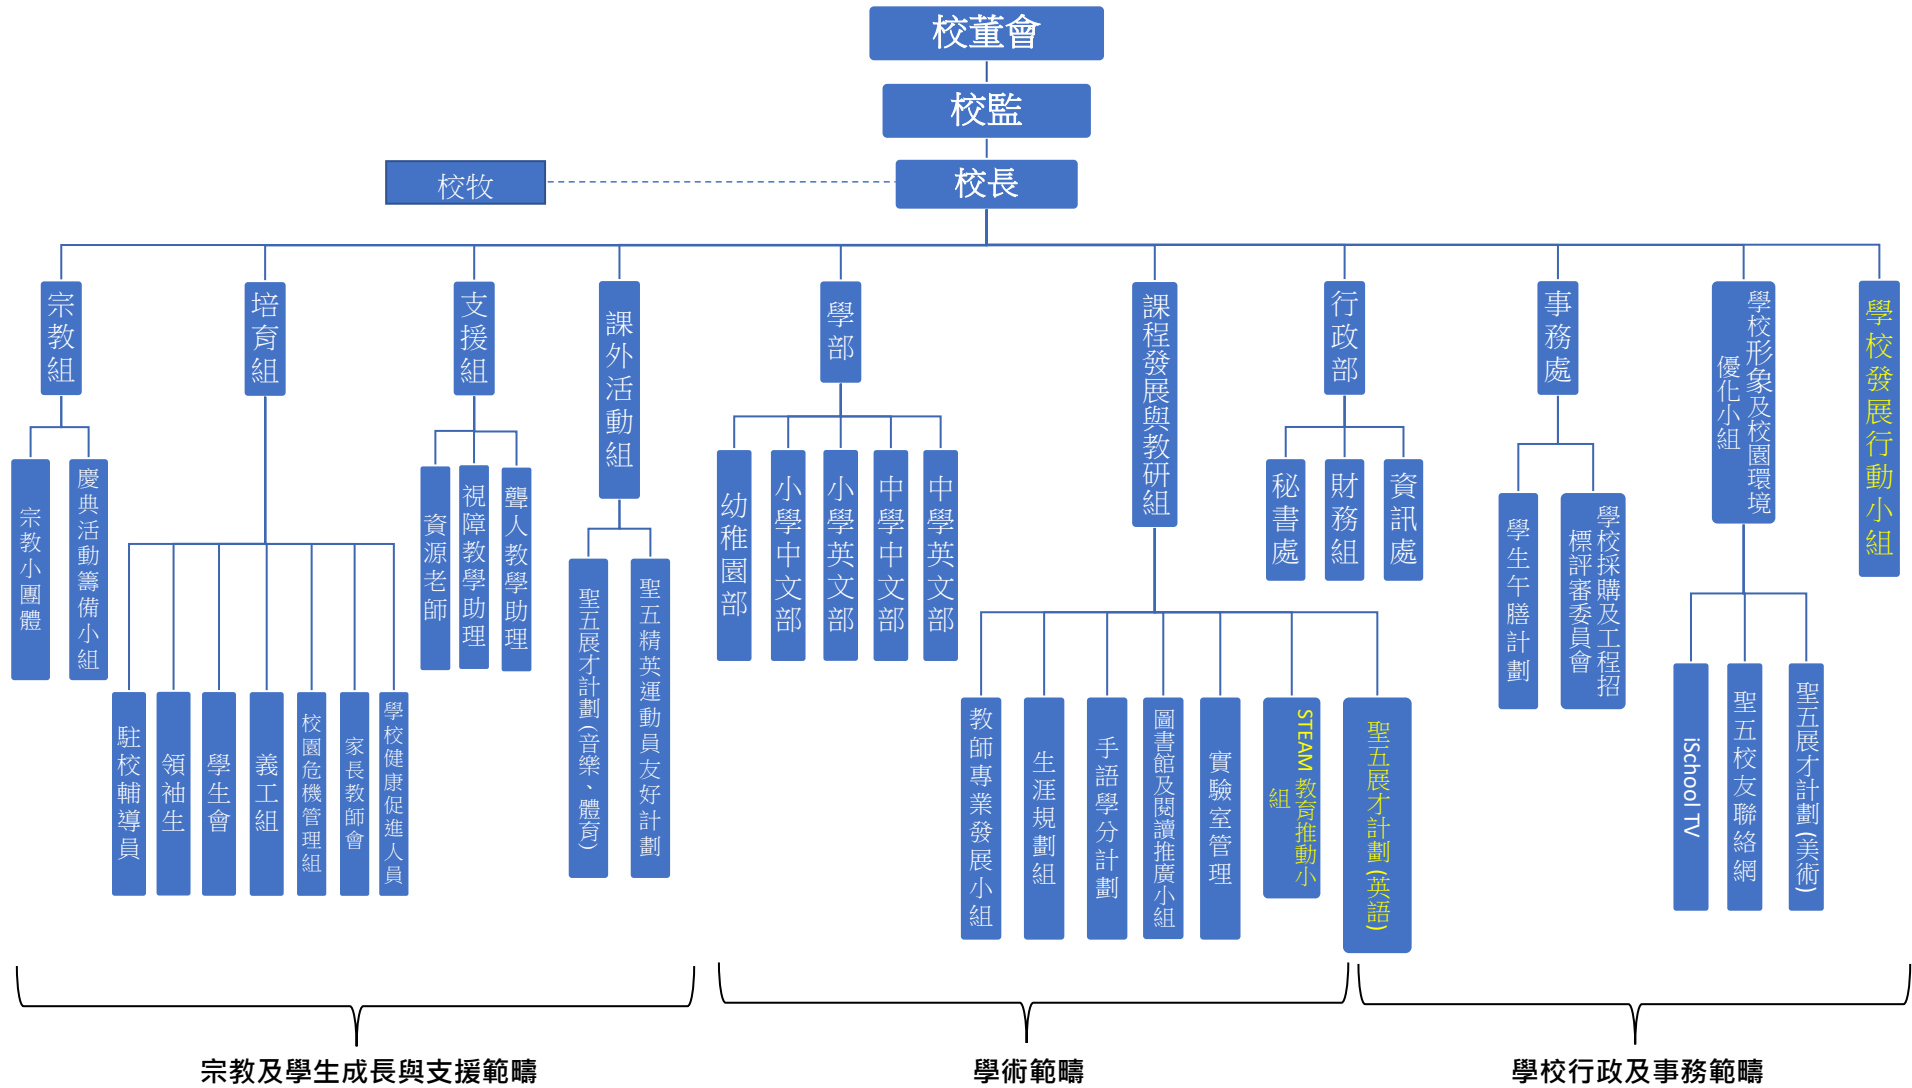 校董會
校監
校牧
校長
宗教組
培育組
支援組
課外活動組
學部
課程發展與教研組
行政部
事務處
學校形象及校園環境
優化小組
學校發展行動小組
宗教小團體
慶典活動籌備小組
駐校輔導員
領袖生
學生會
義工組
校園危機管理組
家長教師會
學校健康促進人員
資源老師
視障教學助理
聾人教學助理
聖五展才計劃(音樂、體育)
聖五精英運動員友好計劃
幼稚園部
小學中文部
小學英文部
中學中文部
中學英文部
教師專業發展小組
生涯規劃組
手語學分計劃
圖書館及閱讀推廣小組
實驗室管理
STEAM 教育推動小
組
聖五展才計劃(英語)
秘書處
財務組
資訊處
學生午膳計劃
學校採購及工程招
標評審委員會
iSchool TV
聖五校友聯絡網
聖五展才計劃(美術)
宗教及學生成長與支援範疇
學術範疇
學校行政及事務範疇